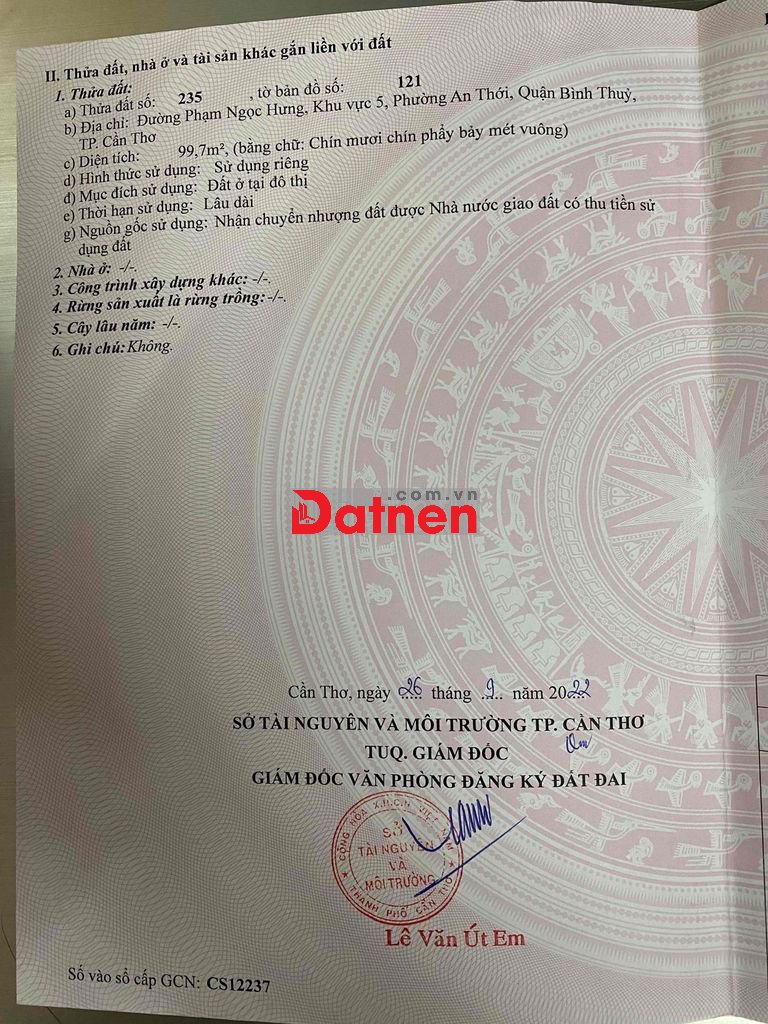 II. Thửa đất, nhà ở và tài sản khác gắn liền với đất
1. Thửa đất:
a) Thửa đất số: 235 , tờ bản đồ số: 121
b) Địa chỉ: Đường Phạm Ngọc Hưng, Khu vực 5, Phường An Thới, Quận Bình Thuỷ,
TP. Cần Thơ
c) Diện tích: 99,7m², (bằng chữ: Chín mươi chín phẩy bảy mét vuông)
d) Hình thức sử dụng: Sử dụng riêng
đ) Mục đích sử dụng: Đất ở tại đô thị
e) Thời hạn sử dụng: Lâu dài
g) Nguồn gốc sử dụng: Nhận chuyển nhượng đất được Nhà nước giao đất có thu tiền sử
dụng đất
2. Nhà ở: -/-.
3. Công trình xây dựng khác: -/-.
4. Rừng sản xuất là rừng trồng: -/-.
5. Cây lâu năm: -/-.
6. Ghi chú: Không.
.com.vn
Datnen
Cần Thơ, ngày 26 tháng 9 năm 2022
SỞ TÀI NGUYÊN VÀ MÔI TRƯỜNG TP. CẦN THƠ
TUQ. GIÁM ĐỐC
GIÁM ĐỐC VĂN PHÒNG ĐĂNG KÝ ĐẤT ĐAI
CỘNG HÒA X.H.C.N VIỆT NAM
SỞ
TÀI NGUYÊN
VÀ
MÔI TRƯỜNG
THÀNH PHỐ CẦN THƠ
Lê Văn Út Em
Số vào sổ cấp GCN: CS12237